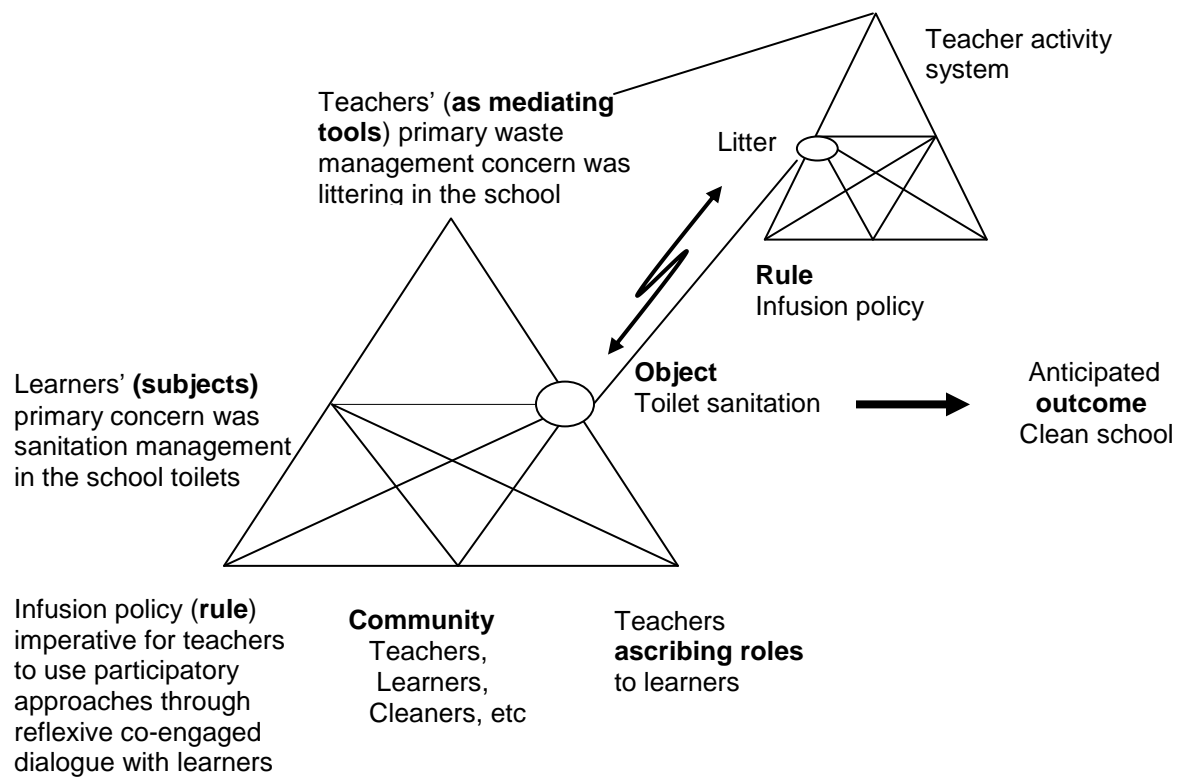 Teacher activity
system
Teachers’ (as mediating
tools) primary waste
management concern was
littering in the school
Litter
Rule
Infusion policy
Learners’ (subjects)
primary concern was
sanitation management
in the school toilets
Object
Toilet sanitation
Anticipated
outcome
Clean school
Infusion policy (rule)
imperative for teachers
to use participatory
approaches through
reflexive co-engaged
dialogue with learners
Community
Teachers,
Learners,
Cleaners, etc
Teachers
ascribing roles
to learners